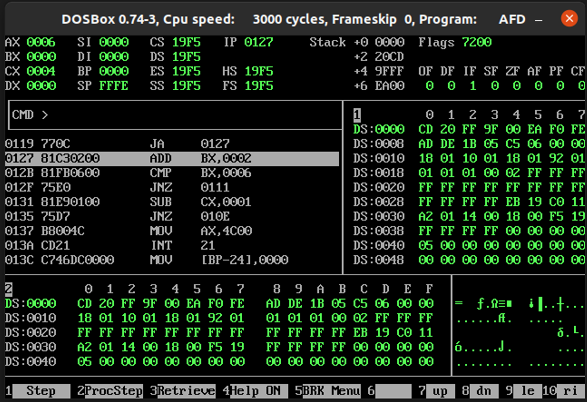 DOSBox 0.74-3, Cpu speed: 3000 cycles, Frameskip 0, Program: AFD
AX 0006 SI 0000 CS 19F5 IP 0127 Stack +0 0000 Flags 7200
BX 0000 DI 0000 DS 19F5 +2 20CD
CX 0004 BP 0000 ES 19F5 HS 19F5 +4 9FFF OF DF IF SF ZF AF PF CF
DX 0000 SP FFFE SS 19F5 FS 19F5 +6 EA00 0 0 1 0 0 0 0 0
CMD >
0119 770C JA 0127
0127 81C30200 ADD BX,0002
012B 81FB0600 CMP BX,0006
012F 75E0 JNZ 0111
0131 81E90100 SUB CX,0001
0135 75D7 JNZ 010E
0137 B8004C MOV AX,4C00
013A CD21 INT 21
013C C746DC0000 MOV [BP-24],0000
1 0 1 2 3 4 5 6 7
DS:0000 CD 20 FF 9F 00 EA F0 FE
DS:0008 AD DE 1B 05 C5 06 00 00
DS:0010 18 01 10 01 18 01 92 01
DS:0018 01 01 01 00 02 FF FF FF
DS:0020 FF FF FF FF FF FF FF FF
DS:0028 FF FF FF FF EB 19 C0 11
DS:0030 A2 01 14 00 18 00 F5 19
DS:0038 FF FF FF FF 00 00 00 00
DS:0040 05 00 00 00 00 00 00 00
DS:0048 00 00 00 00 00 00 00 00
2 0 1 2 3 4 5 6 7 8 9 A B C D E F
DS:0000 CD 20 FF 9F 00 EA F0 FE AD DE 1B 05 C5 06 00 00
DS:0010 18 01 10 01 18 01 92 01 01 01 01 00 02 FF FF FF
DS:0020 FF FF FF FF FF FF FF FF FF FF FF FF EB 19 C0 11
DS:0030 A2 01 14 00 18 00 F5 19 FF FF FF FF 00 00 00 00
DS:0040 05 00 00 00 00 00 00 00 00 00 00 00 00 00 00 00
1 Step 2 ProcStep 3 Retrieve 4 Help ON 5 BRK Menu 6 7 up 8 dn 9 le 10 ri